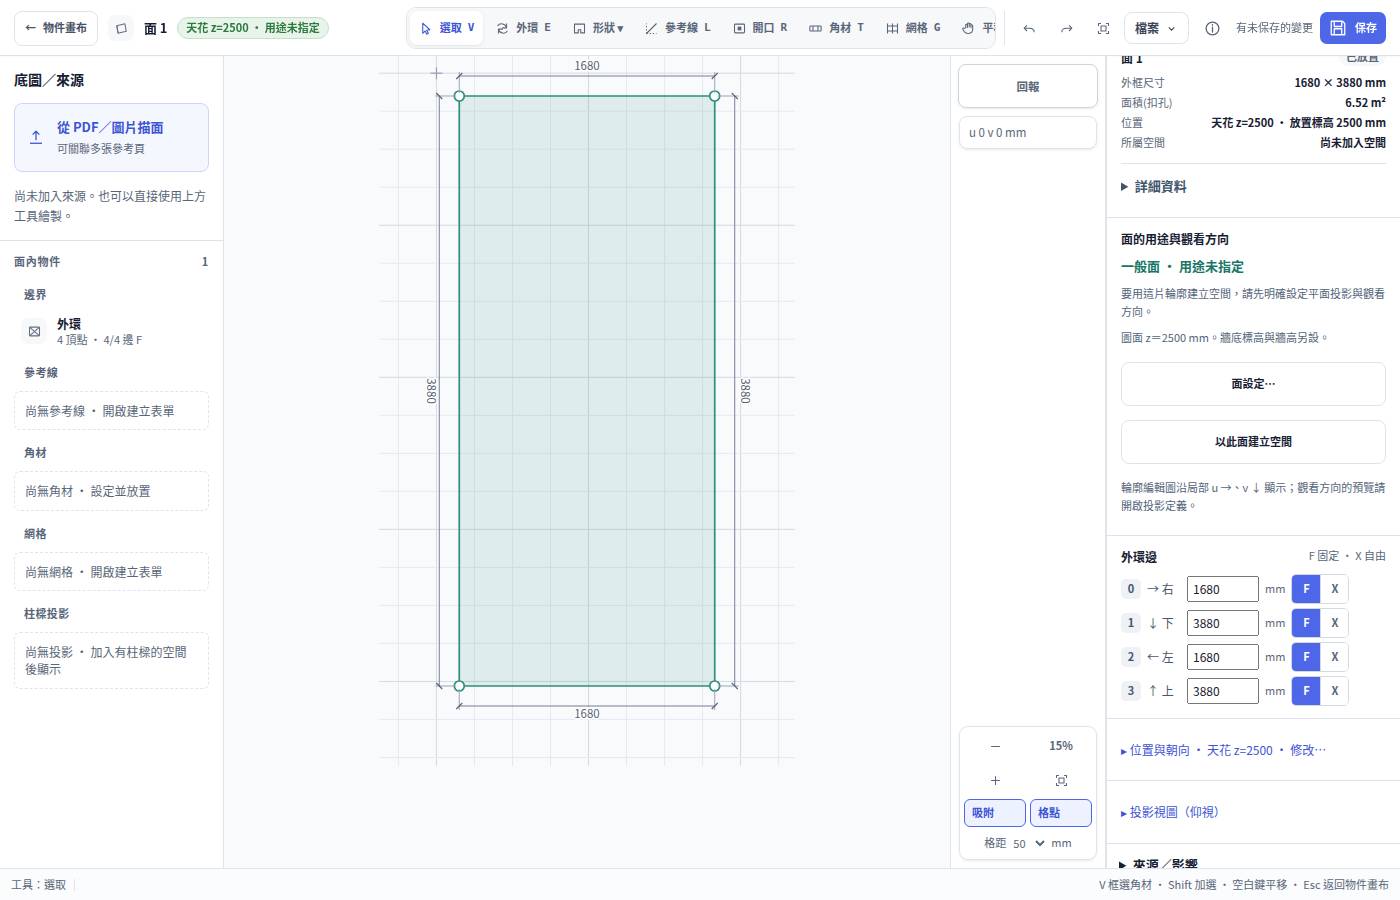 ← 物件畫布
面 1
天花 z=2500 · 用途未指定
選取 V
外環 E
形狀 ▾
參考線 L
開口 R
角材 T
網格 G
檔案
有未保存的變更
保存
底圖／來源
從 PDF／圖片描面
可關聯多張參考頁
尚未加入來源。也可以直接使用上方
工具繪製。
面內物件 1
邊界
外環
4 頂點 · 4/4 邊 F
參考線
尚無參考線 · 開啟建立表單
角材
尚無角材 · 設定並放置
網格
尚無網格 · 開啟建立表單
柱樑投影
尚無投影 · 加入有柱樑的空間
後顯示
1680
3880
3880
1680
回報
u 0 v 0 mm
− 15%
+
吸附 格點
格距 50 mm
面 1 已放置
外框尺寸 1680 × 3880 mm
面積(扣孔) 6.52 m²
位置 天花 z=2500 · 放置標高 2500 mm
所屬空間 尚未加入空間
▶ 詳細資料
面的用途與觀看方向
一般面 · 用途未指定
要用這片輪廓建立空間，請先明確設定平面投影與觀看
方向。
圖面 z＝2500 mm。牆底標高與牆高另設。
面設定⋯
以此面建立空間
輪廓編輯圖沿局部 u →、v ↓ 顯示；觀看方向的預覽請
開啟投影定義。
外環邊 F 固定 · X 自由
0 → 右 1680 mm F X
1 ↓ 下 3880 mm F X
2 ← 左 1680 mm F X
3 ↑ 上 3880 mm F X
▸ 位置與朝向 · 天花 z=2500 · 修改⋯
▸ 投影視圖（仰視）
▶ 來源／影響
工具：選取
V 框選角材 · Shift 加選 · 空白鍵平移 · Esc 返回物件畫布